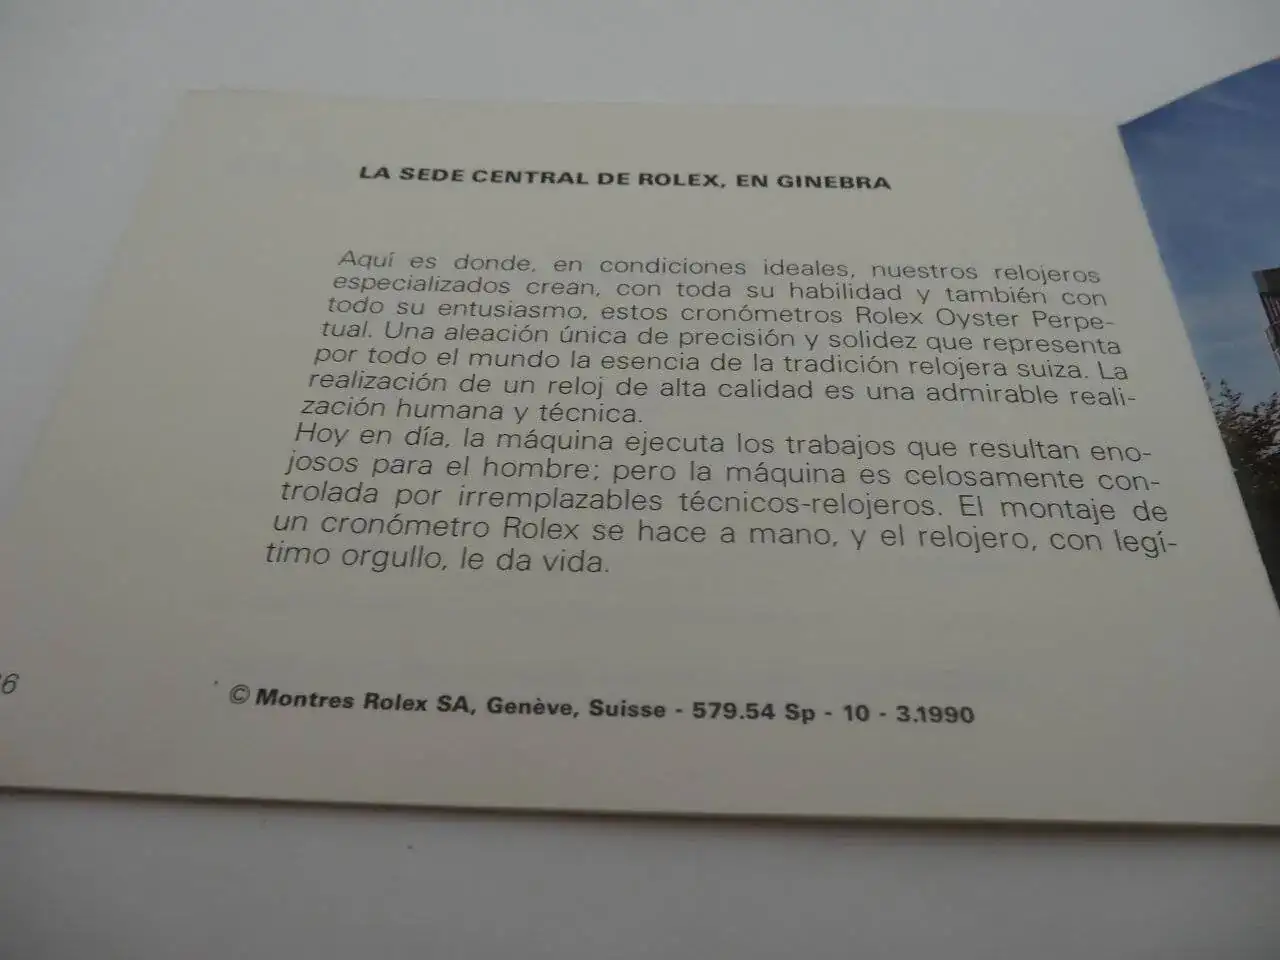 LA SEDE CENTRAL DE ROLEX, EN GINEBRA
Aquí es donde, en condiciones ideales, nuestros relojeros
especializados crean, con toda su habilidad y también con
todo su entusiasmo, estos cronómetros Rolex Oyster Perpe-
tual. Una aleación única de precisión y solidez que representa
por todo el mundo la esencia de la tradición relojera suiza. La
realización de un reloj de alta calidad es una admirable reali-
zación humana y técnica.
Hoy en día, la máquina ejecuta los trabajos que resultan eno-
josos para el hombre; pero la máquina es celosamente con-
trolada por irremplazables técnicos-relojeros. El montaje de
un cronómetro Rolex se hace a mano, y el relojero, con legí-
timo orgullo, le da vida.
© Montres Rolex SA, Genève, Suisse - 579.54 Sp - 10 - 3.1990